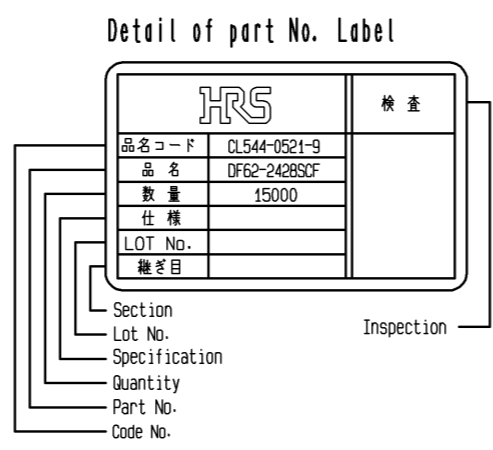 Detail of part No. Label
HRS
検 査
品名コード CL544-0521-9
品 名 DF62-2428SCF
数 量 15000
仕 様
LOT No.
継ぎ目
Section
Lot No.
Inspection
Specification
Quantity
Part No.
Code No.